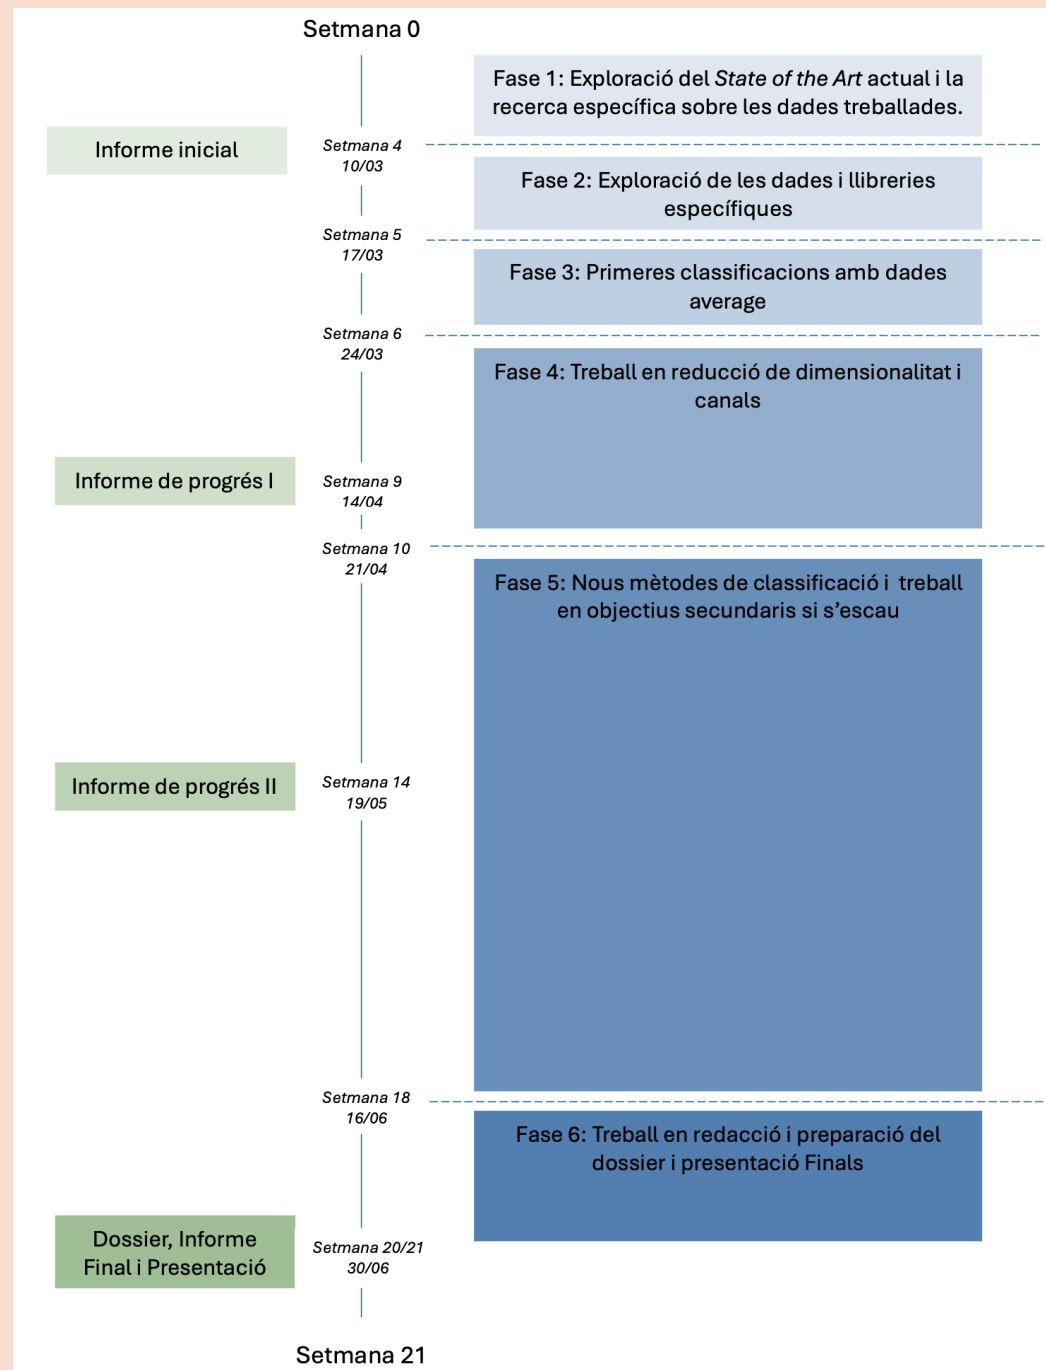 Setmana 0
Fase 1: Exploració del State of the Art actual i la
recerca específica sobre les dades treballades.
Informe inicial
Setmana 4
10/03
Fase 2: Exploració de les dades i llibreries
específiques
Setmana 5
17/03
Fase 3: Primeres classificacions amb dades
average
Setmana 6
24/03
Fase 4: Treball en reducció de dimensionalitat i
canals
Informe de progrés I
Setmana 9
14/04
Setmana 10
21/04
Fase 5: Nous mètodes de classificació i treball
en objectius secundaris si s’escau
Informe de progrés II
Setmana 14
19/05
Setmana 18
16/06
Fase 6: Treball en redacció i preparació del
dossier i presentació Finals
Dossier, Informe
Final i Presentació
Setmana 20/21
30/06
Setmana 21